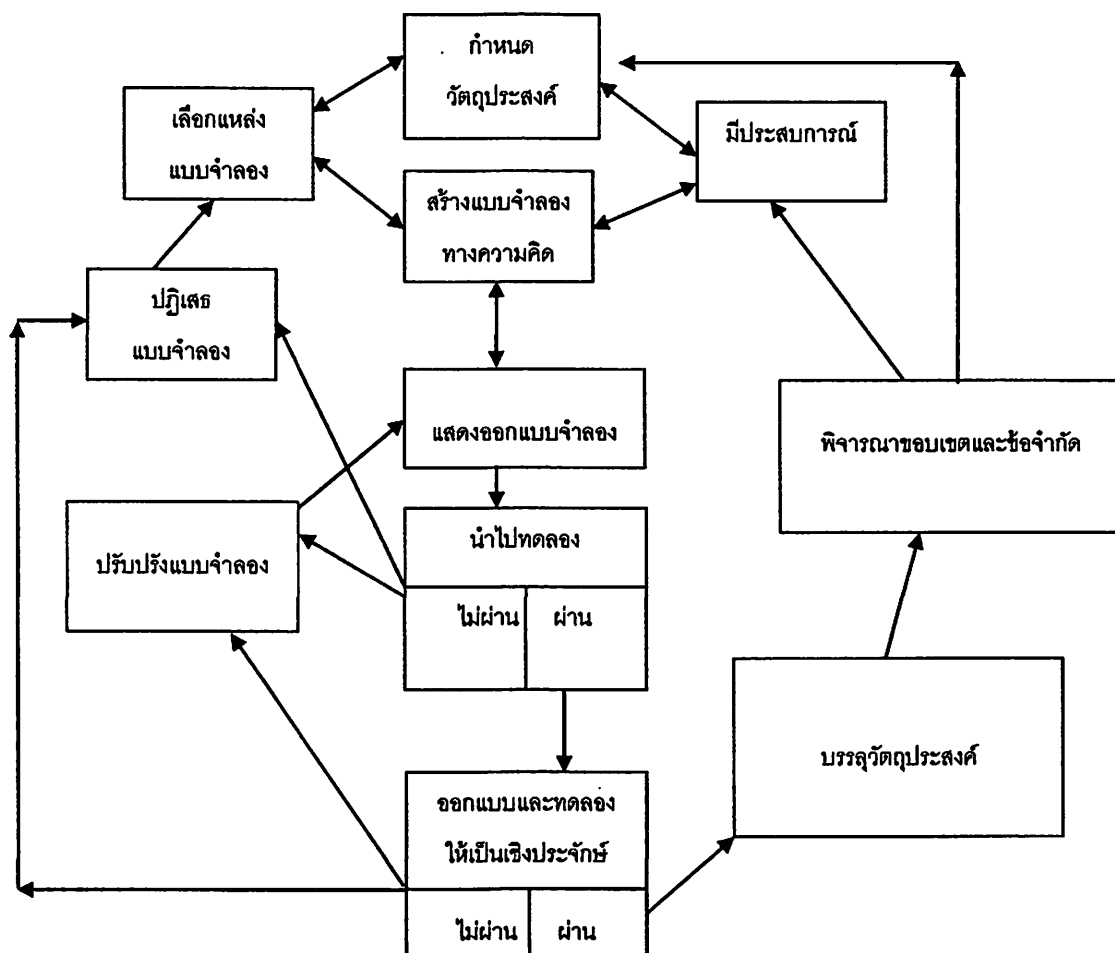 กำหนด
วัตถุประสงค์
เลือกแหล่ง
แบบจำลอง
มีประสบการณ์
สร้างแบบจำลอง
ทางความคิด
ปฏิเสธ
แบบจำลอง
แสดงออกแบบจำลอง
พิจารณาขอบเขตและข้อจำกัด
นำไปทดลอง
ปรับปรังแบบจำลอง
ไม่ผ่าน ผ่าน
บรรลุวัตถุประสงค์
ออกแบบและทดลอง
ให้เป็นเชิงประจักษ์
ไม่ผ่าน ผ่าน